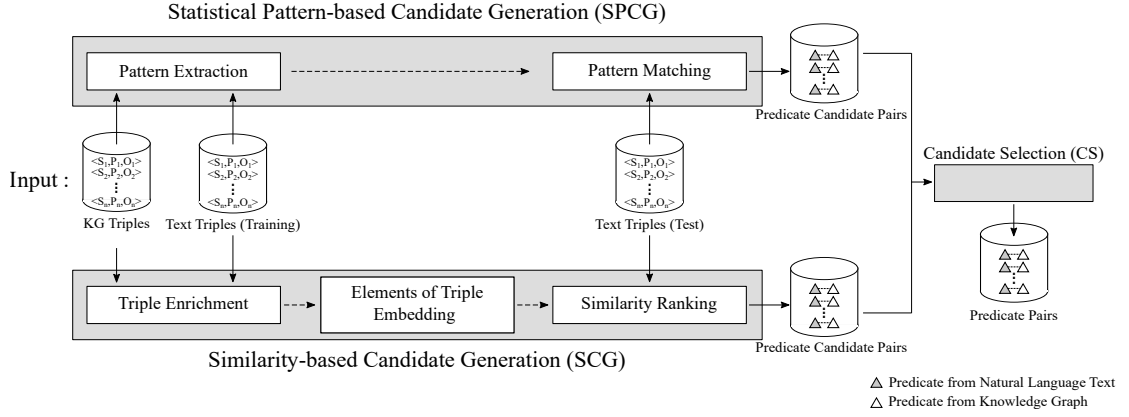 Statistical Pattern-based Candidate Generation (SPCG)
Pattern Extraction
Pattern Matching
Predicate Candidate Pairs
Input :
<S₁,P₁,O₁>
<S₂,P₂,O₂>
<Sₙ,Pₙ,Oₙ>
KG Triples
<S₁,P₁,O₁>
<S₂,P₂,O₂>
<Sₙ,Pₙ,Oₙ>
Text Triples (Training)
<S₁,P₁,O₁>
<S₂,P₂,O₂>
<Sₙ,Pₙ,Oₙ>
Text Triples (Test)
Candidate Selection (CS)
Predicate Pairs
Triple Enrichment
Elements of Triple
Embedding
Similarity Ranking
Predicate Candidate Pairs
Similarity-based Candidate Generation (SCG)
Predicate from Natural Language Text
Predicate from Knowledge Graph